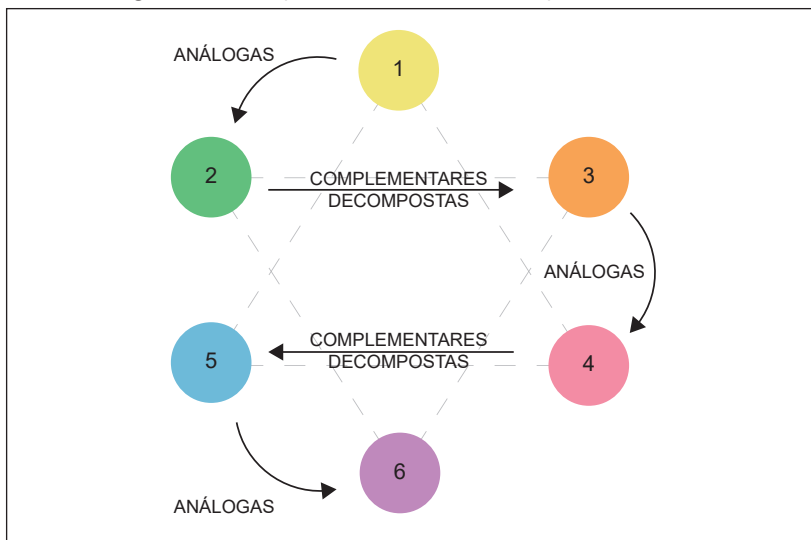 ANÁLOGAS
1
2
COMPLEMENTARES
DECOMPOSTAS
3
ANÁLOGAS
5
COMPLEMENTARES
DECOMPOSTAS
4
6
ANÁLOGAS